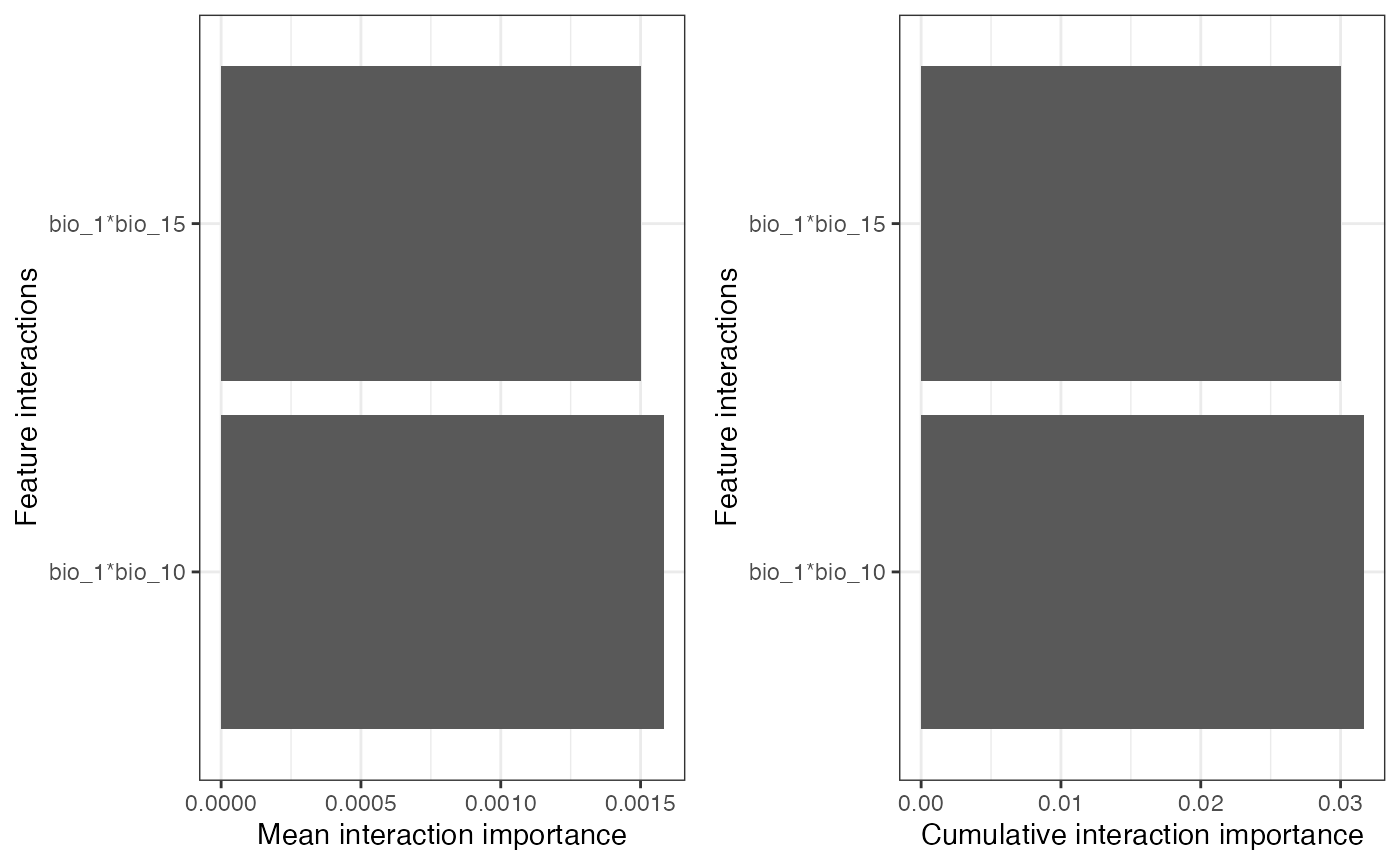 Feature interactions
bio_1*bio_15
bio_1*bio_10
0.0000 0.0005 0.0010 0.0015
Mean interaction importance
Feature interactions
bio_1*bio_15
bio_1*bio_10
0.00 0.01 0.02 0.03
Cumulative interaction importance